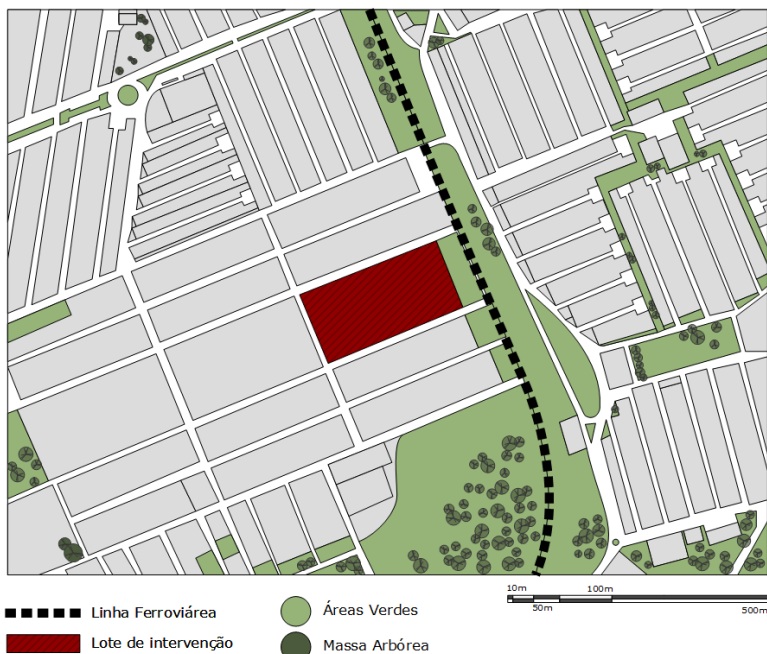 Linha Ferroviárea
Lote de intervenção
Áreas Verdes
Massa Arbórea
10m 100m
50m 500m